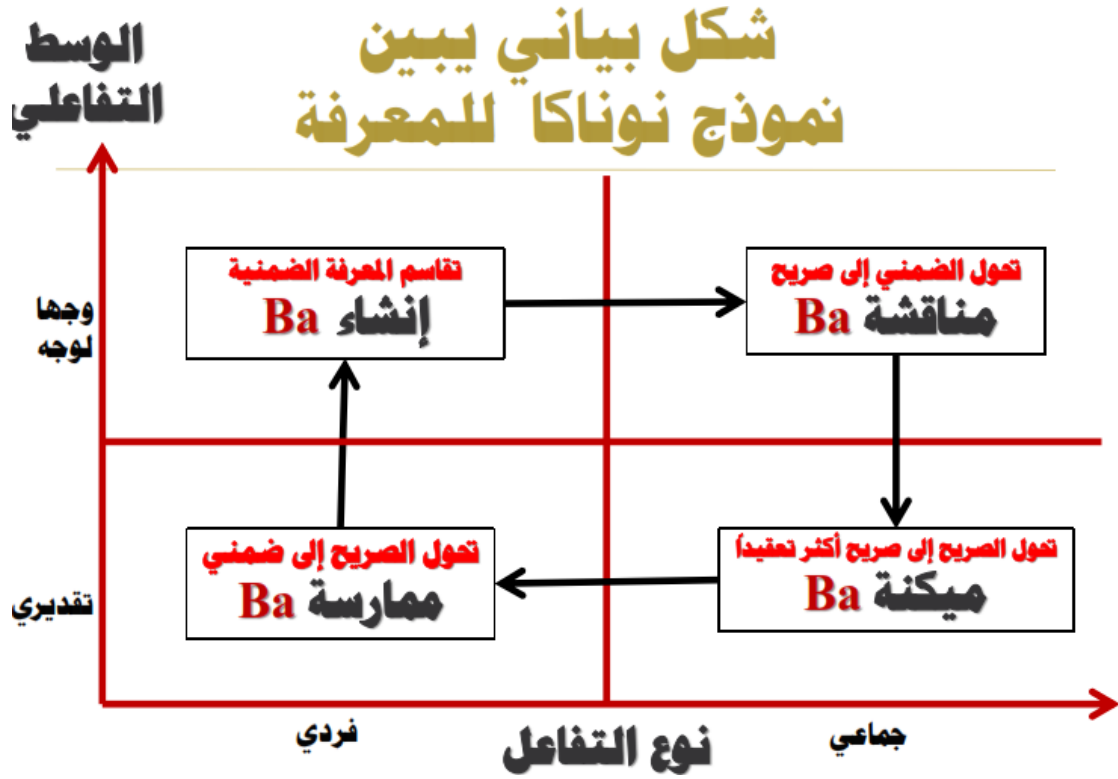 شكل بياني يبين
نموذج نوناكا للمعرفة
الوسط
التفاعلي
تقاسم المعرفة الضمنية
إنشاء Ba
تحول الضمني إلى صريح
مناقشة Ba
وجها
لوجه
تحول الصريح إلى ضمني
ممارسة Ba
تحول الصريح إلى صريح أكثر تعقيداً
ميكنة Ba
تقديري
فردي
جماعي
نوع التفاعل